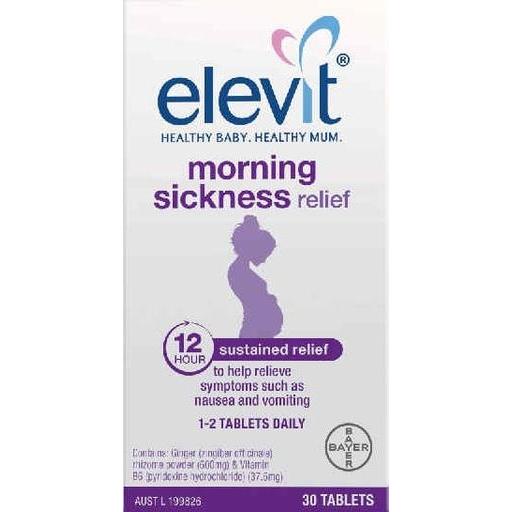 elevit®
HEALTHY BABY. HEALTHY MUM.
morning
sickness relief
12
HOUR
sustained relief
to help relieve
symptoms such as
nausea and vomiting
1-2 TABLETS DAILY
BAYER
BAYER
Contains: Ginger (zingiber officinale)
rhizome powder (600mg) & Vitamin
B6 (pyridoxine hydrochloride) (37.5mg)
AUST L 199826
30 TABLETS